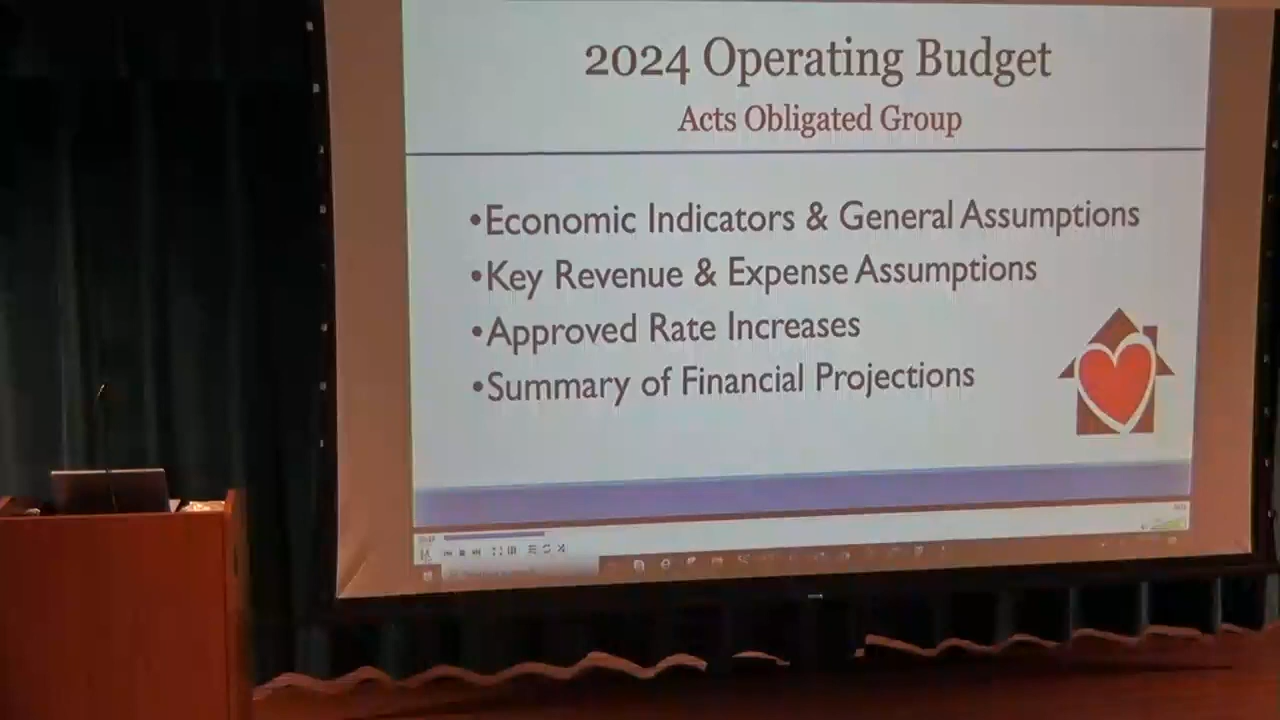 2024 Operating Budget
Acts Obligated Group
•Economic Indicators & General Assumptions
•Key Revenue & Expense Assumptions
•Approved Rate Increases
•Summary of Financial Projections